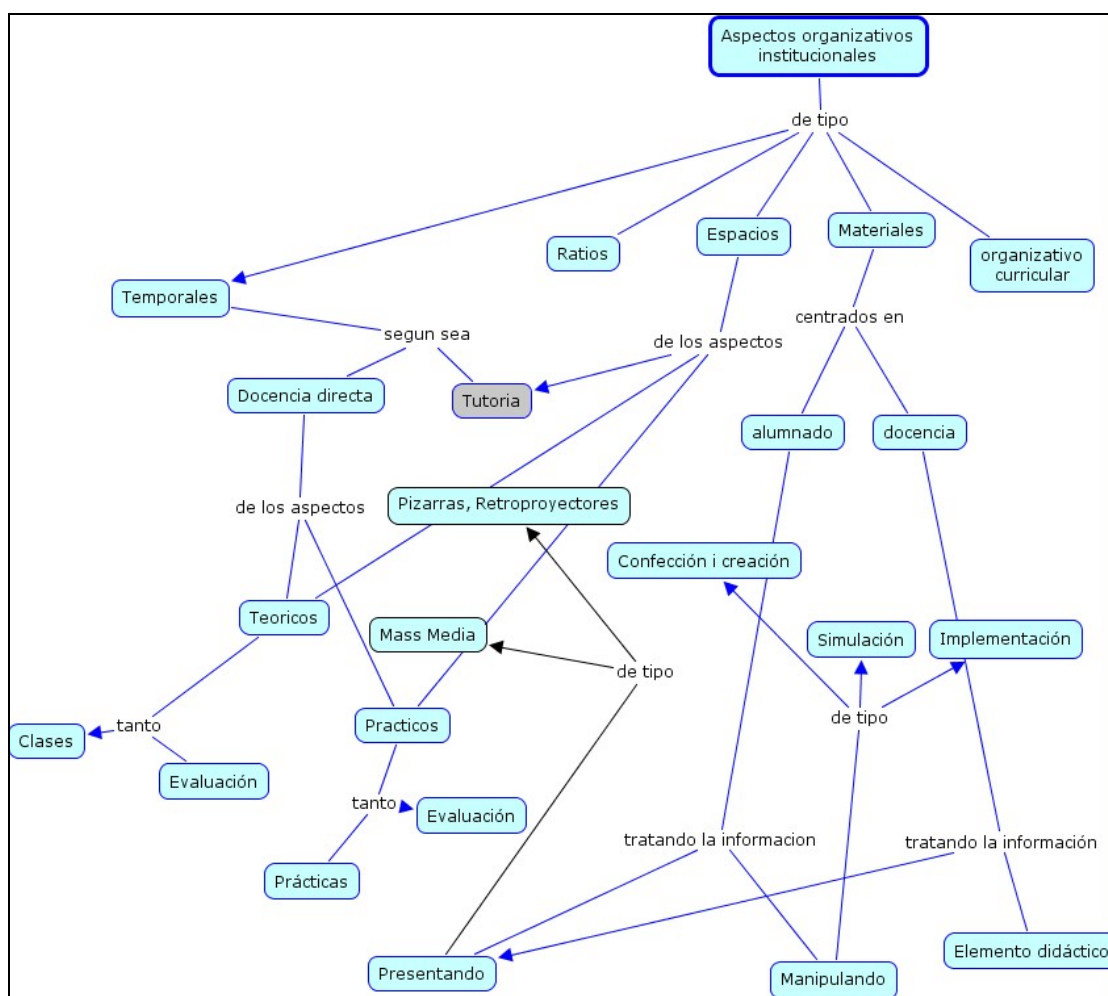 Aspectos organizativos
institucionales
de tipo
Espacios
Materiales
Ratios
organizativo
curricular
Temporales
centrados en
segun sea
de los aspectos
Docencia directa
Tutoria
alumnado
docencia
Pizarras, Retroproyectores
de los aspectos
Confección i creación
Teoricos
Mass Media
Simulación
Implementación
de tipo
de tipo
Practicos
tanto
Clases
Evaluación
tanto
Evaluación
tratando la informacion
tratando la información
Prácticas
Elemento didáctico
Presentando
Manipulando